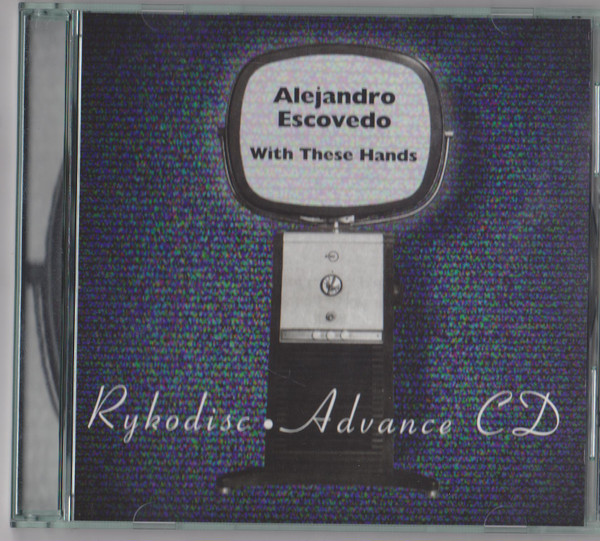 Alejandro
Escovedo
With These Hands
Rykodisc • Advance CD